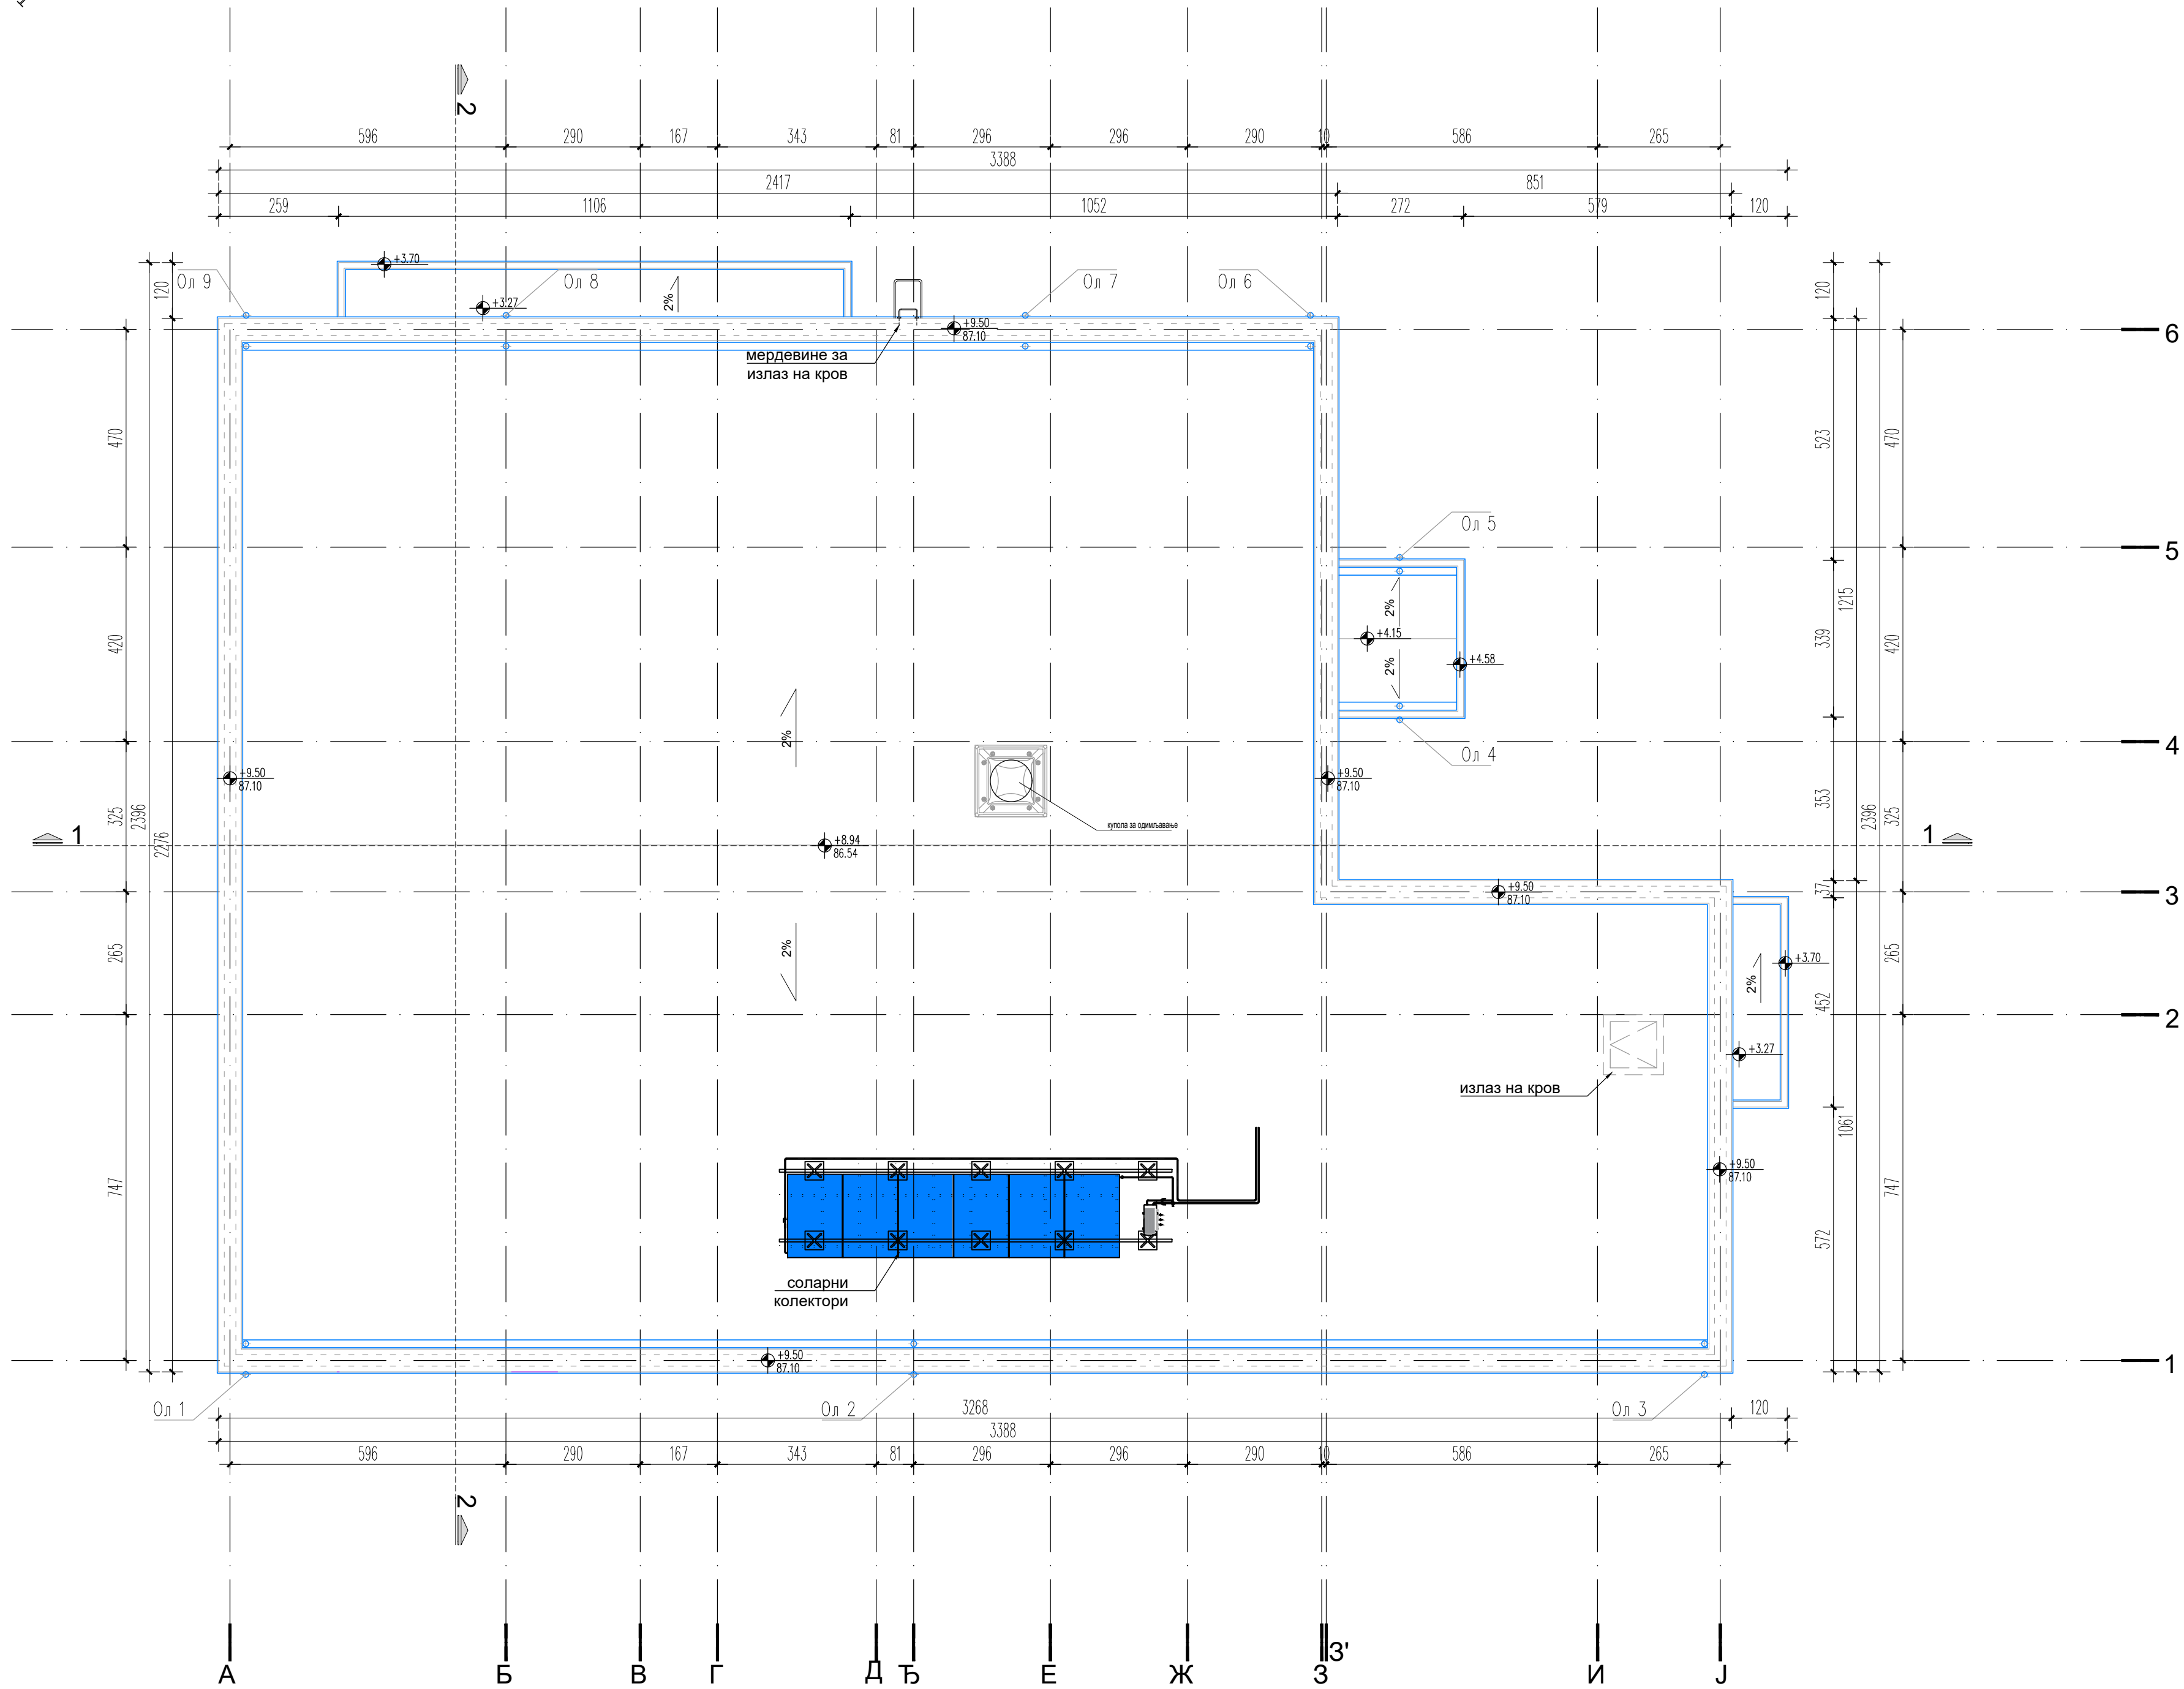 2
596 290 167 343 81 296 296 290 10 586 265
3388
2417 851
259 1106 1052 272 579 120
+3.70
Ол 9 Ол 8 Ол 7 Ол 6
120 120
+3.27
2%
+9.50
87.10
6
мердевине за
излаз на кров
470 523 470
Ол 5
5
2%
1215
+4.15
420 339 420
2%
+4.58
2%
Ол 4
4
+9.50
87.10
+9.50
87.10
325 2396 2276
353 2396 325
купола за одимљавање
1 1
+8.94
86.54
+9.50
87.10
37
3
265 2% 265
+3.70
2%
452
2
+3.27
излаз на кров
1061
747 572 747
+9.50
87.10
соларни
колектори
+9.50
87.10
1
Ол 1 Ол 2 Ол 3
3268 120
3388
596 290 167 343 81 296 296 290 10 586 265
2
А Б В Г Д Ђ Е Ж З З' И Ј